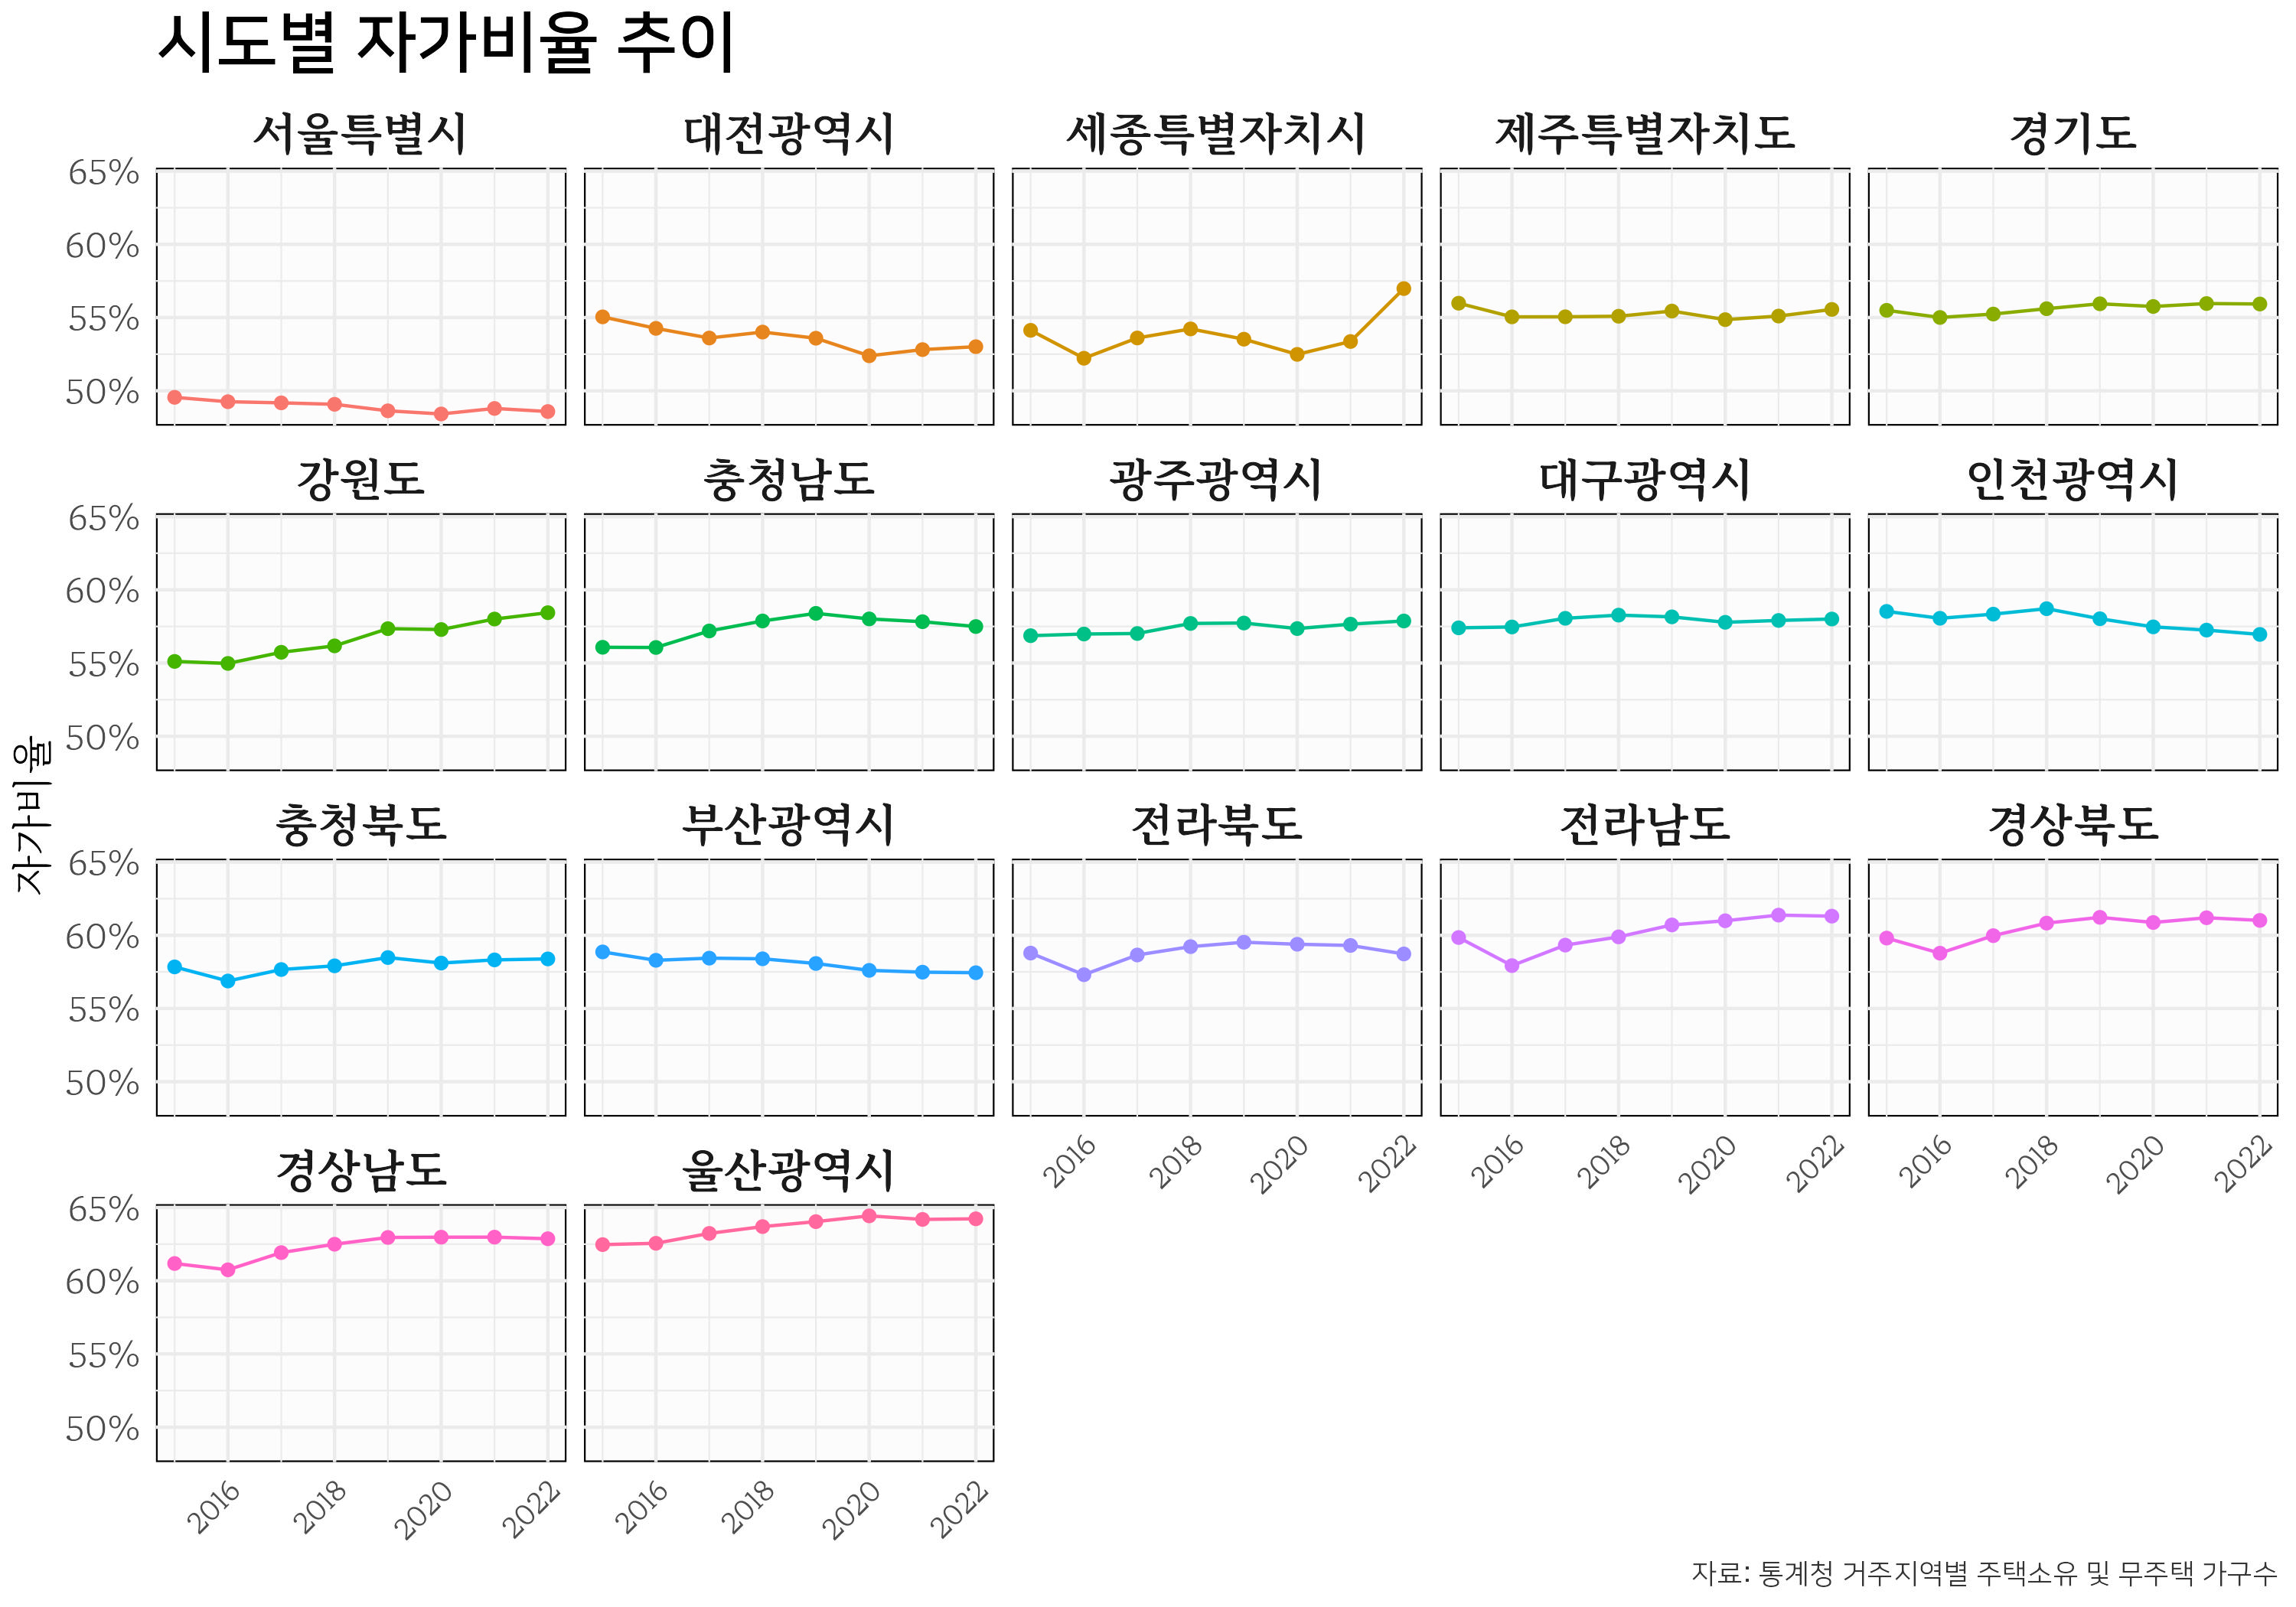 시도별 자가비율 추이
서울특별시 대전광역시 세종특별자치시 제주특별자치도 경기도
65%
60%
55%
50%
강원도 충청남도 광주광역시 대구광역시 인천광역시
65%
60%
55%
50%
자가비율
충청북도 부산광역시 전라북도 전라남도 경상북도
65%
60%
55%
50%
2016 2018 2020 2022 2016 2018 2020 2022 2016 2018 2020 2022
경상남도 울산광역시
65%
60%
55%
50%
2016 2018 2020 2022 2016 2018 2020 2022
자료: 통계청 거주지역별 주택소유 및 무주택 가구수